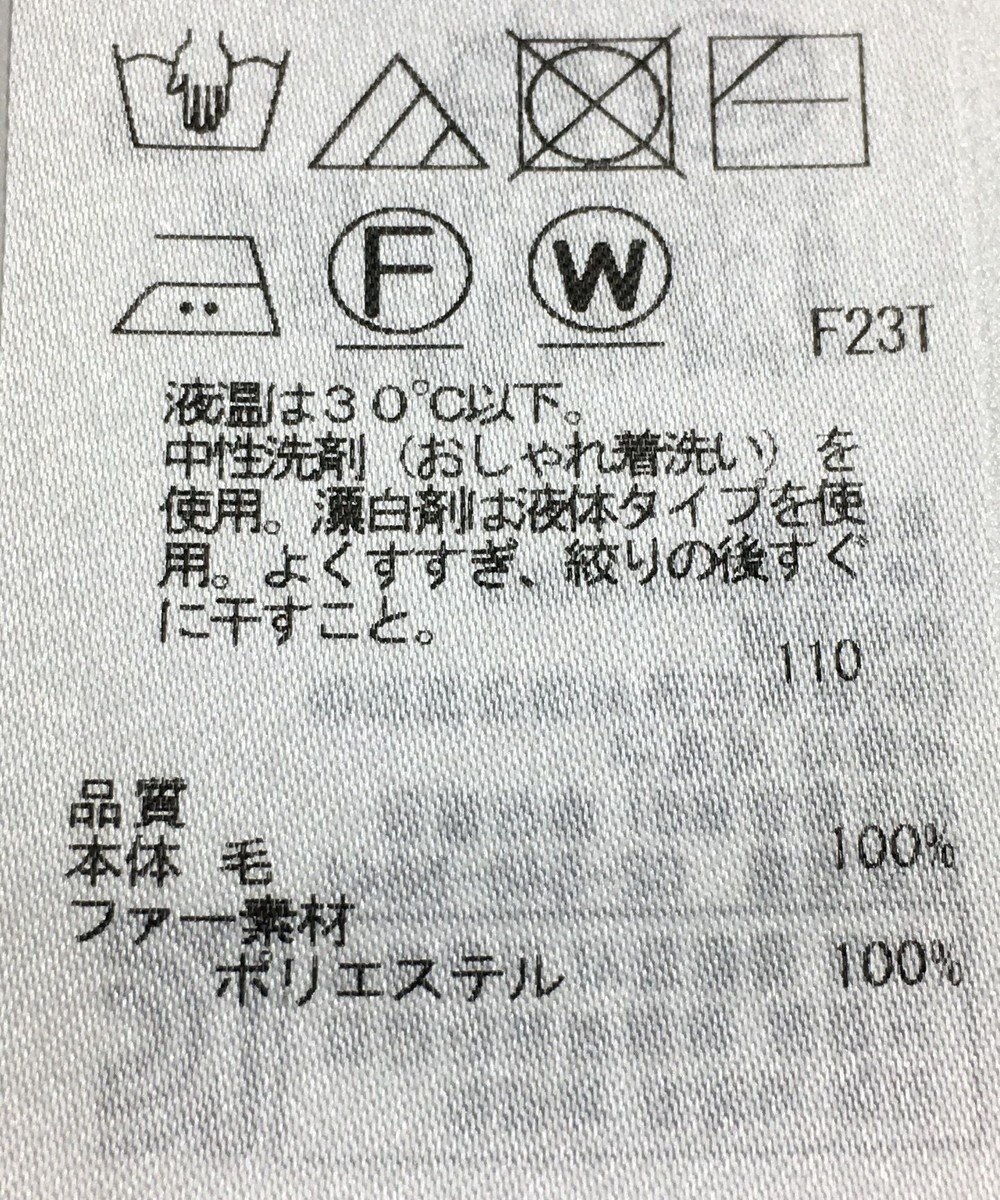 F
W
F23T
液温は30℃以下。
中性洗剤（おしゃれ着洗い）を
使用。漂白剤は液体タイプを使
用。よくすすぎ、絞りの後すぐ
に干すこと。
110
品質
本体 毛 100%
ファー素材
ポリエステル 100%